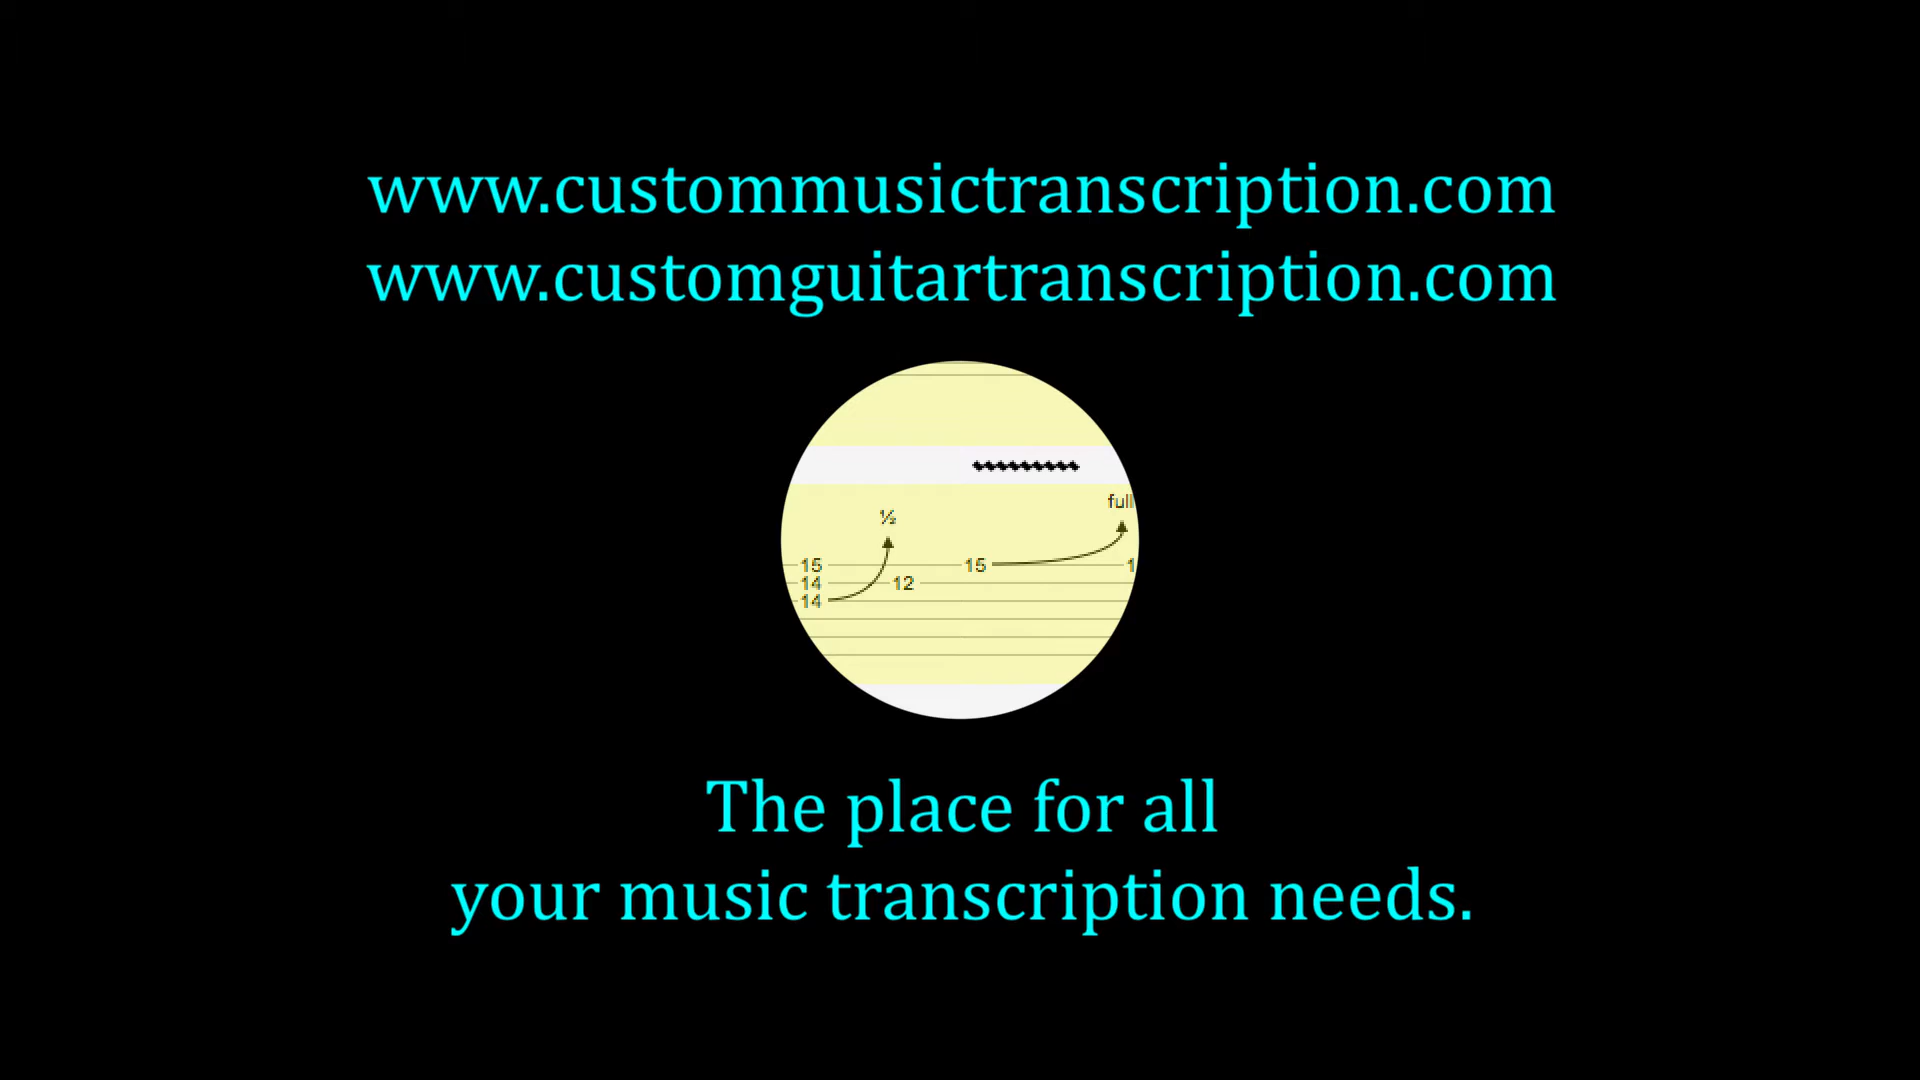 www.custommusictranscription.com
www.customguitartranscription.com
full
½
15 15 1
14 12
14
The place for all
your music transcription needs.